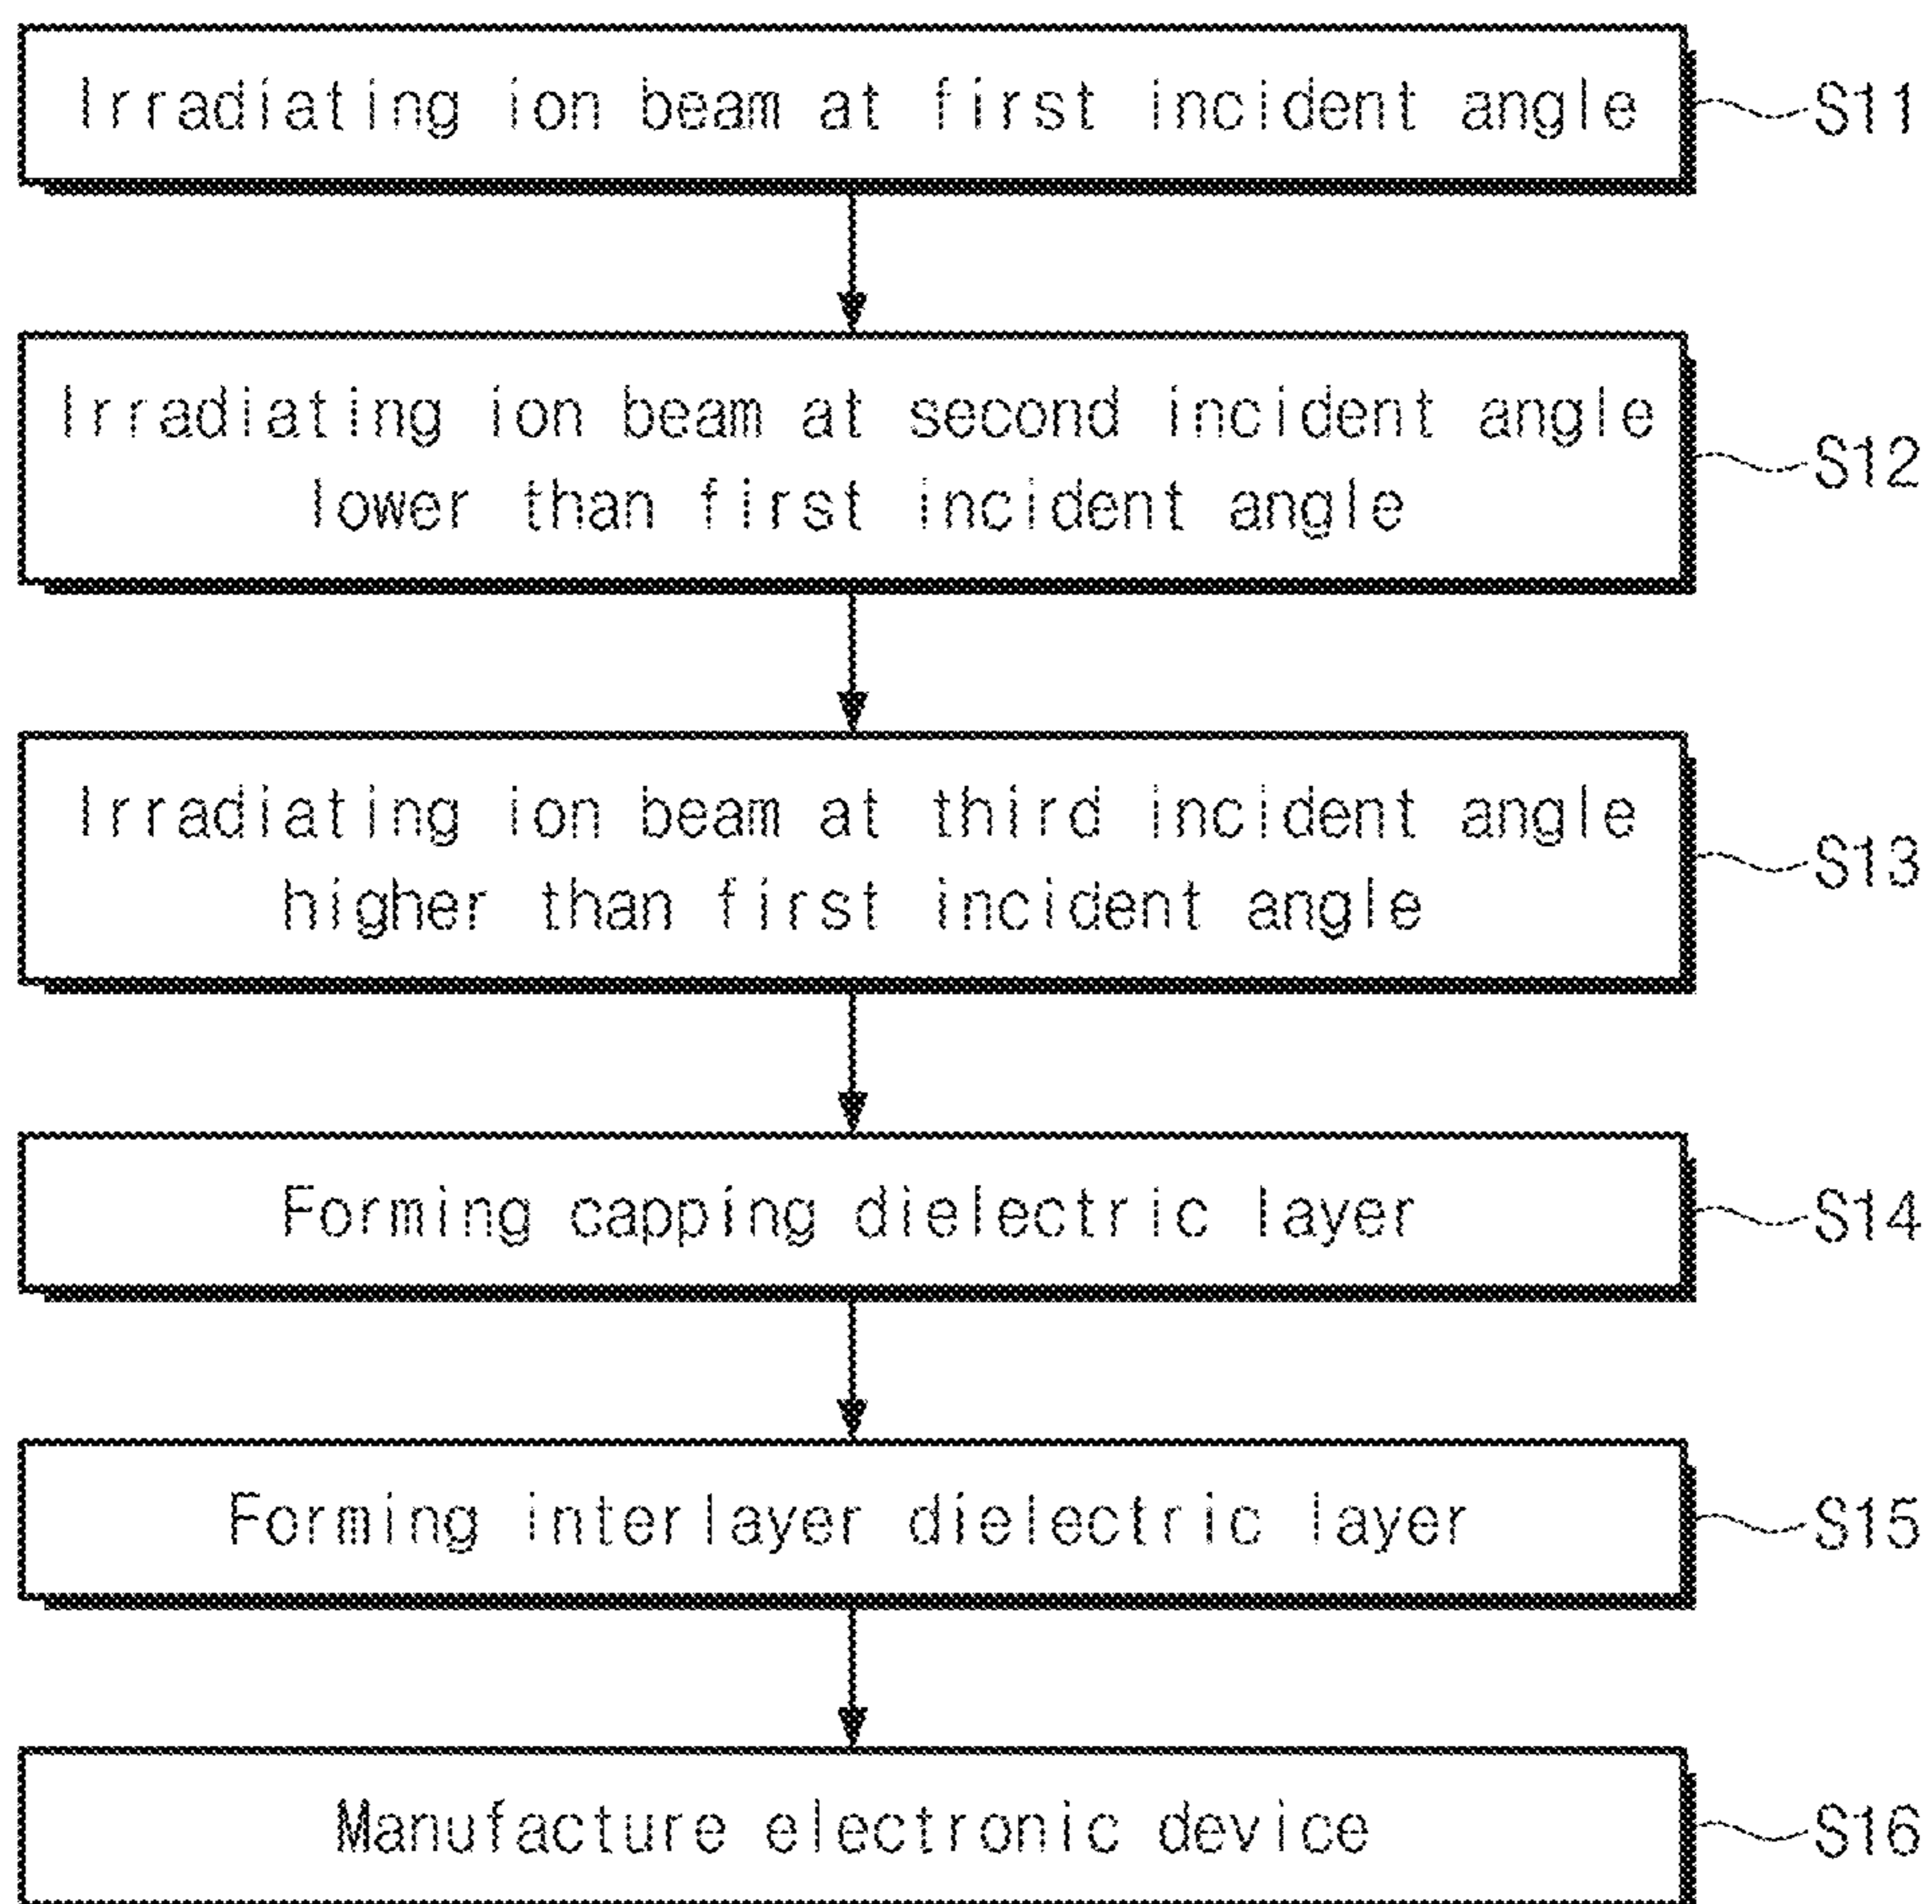 Irradiating ion beam at first incident angle
S11
Irradiating ion beam at second incident angle
lower than first incident angle
S12
Irradiating ion beam at third incident angle
higher than first incident angle
S13
Forming capping dielectric layer
S14
Forming interlayer dielectric layer
S15
Manufacture electronic device
S16